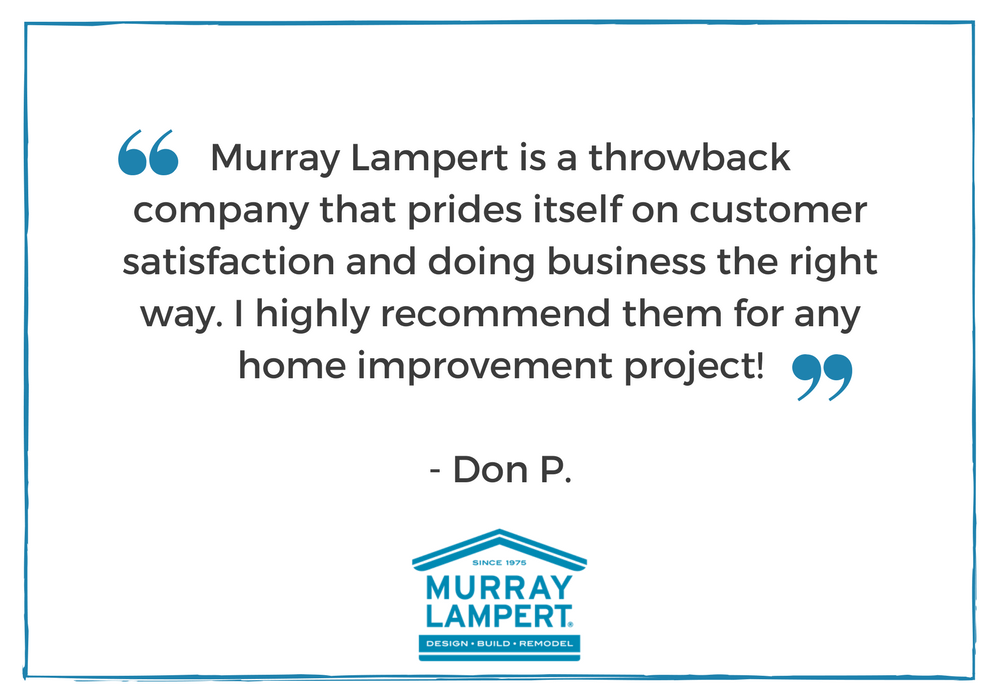 “ Murray Lampert is a throwback
company that prides itself on customer
satisfaction and doing business the right
way. I highly recommend them for any
home improvement project! ”
- Don P.
SINCE 1975
MURRAY
LAMPERT®
DESIGN • BUILD • REMODEL